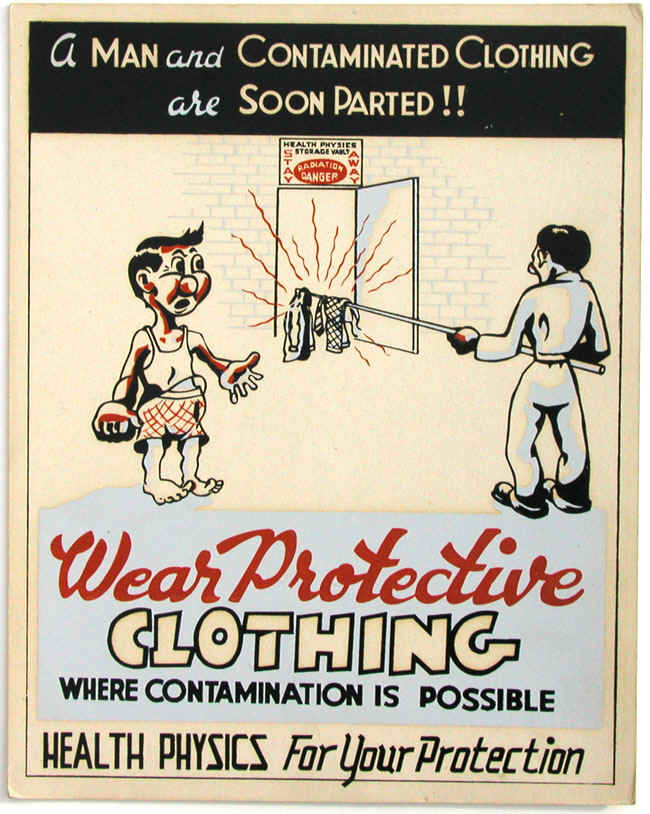 A MAN and CONTAMINATED CLOTHING
are SOON PARTED!!
HEALTH PHYSICS
STORAGE VAULT
STAY
RADIATION
DANGER
AWAY
Wear Protective
CLOTHING
WHERE CONTAMINATION IS POSSIBLE
HEALTH PHYSICS For Your Protection